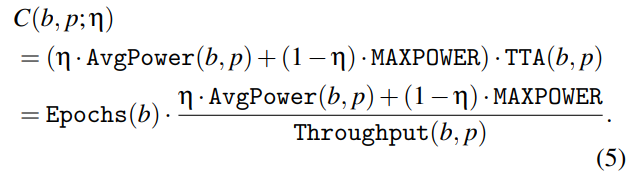 C(b, p; η)
= (η · AvgPower(b, p) + (1 − η) · MAXPOWER) · TTA(b, p)
= Epochs(b) · η · AvgPower(b, p) + (1 − η) · MAXPOWER
Throughput(b, p) .
(5)